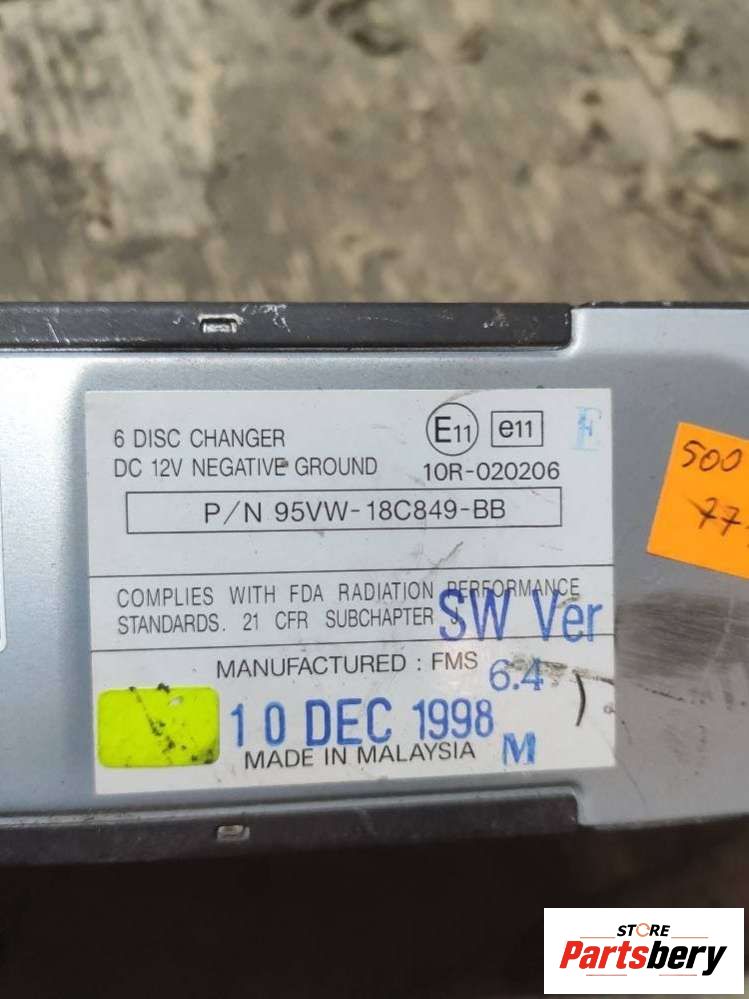 6 DISC CHANGER
DC 12V NEGATIVE GROUND
E11 e11
10R-020206
F
P/N 95VW-18C849-BB
COMPLIES WITH FDA RADIATION PERFORMANCE
STANDARDS. 21 CFR SUBCHAPTER J.
SW Ver
6.4
MANUFACTURED : FMS
10 DEC 1998
MADE IN MALAYSIA
M
500
77
STORE
Partsbery